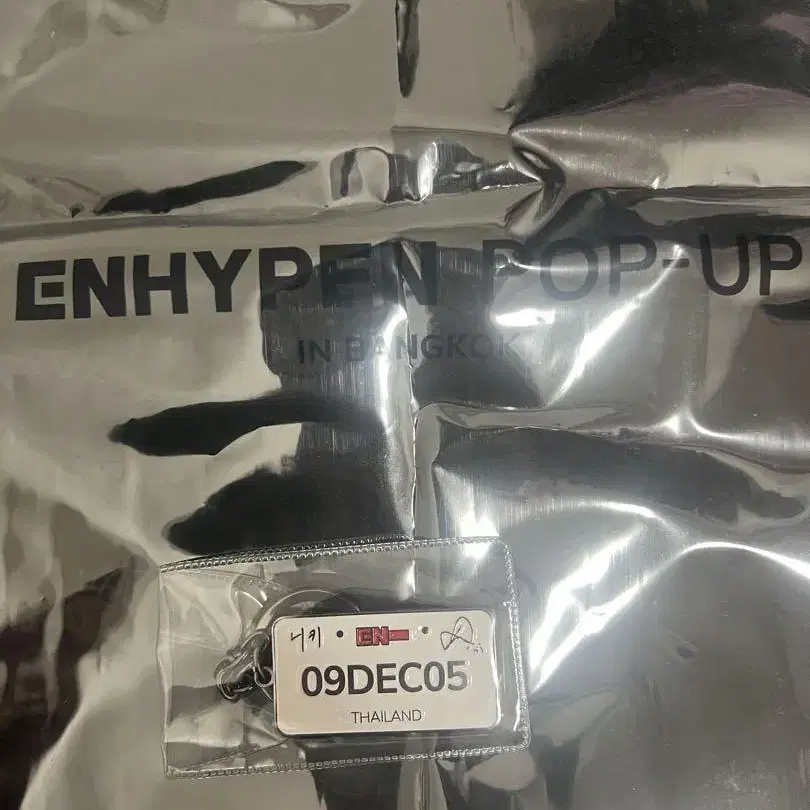 ENHYPEN POP-UP
IN BANGKOK
니키 • EN- •
09DEC05
THAILAND